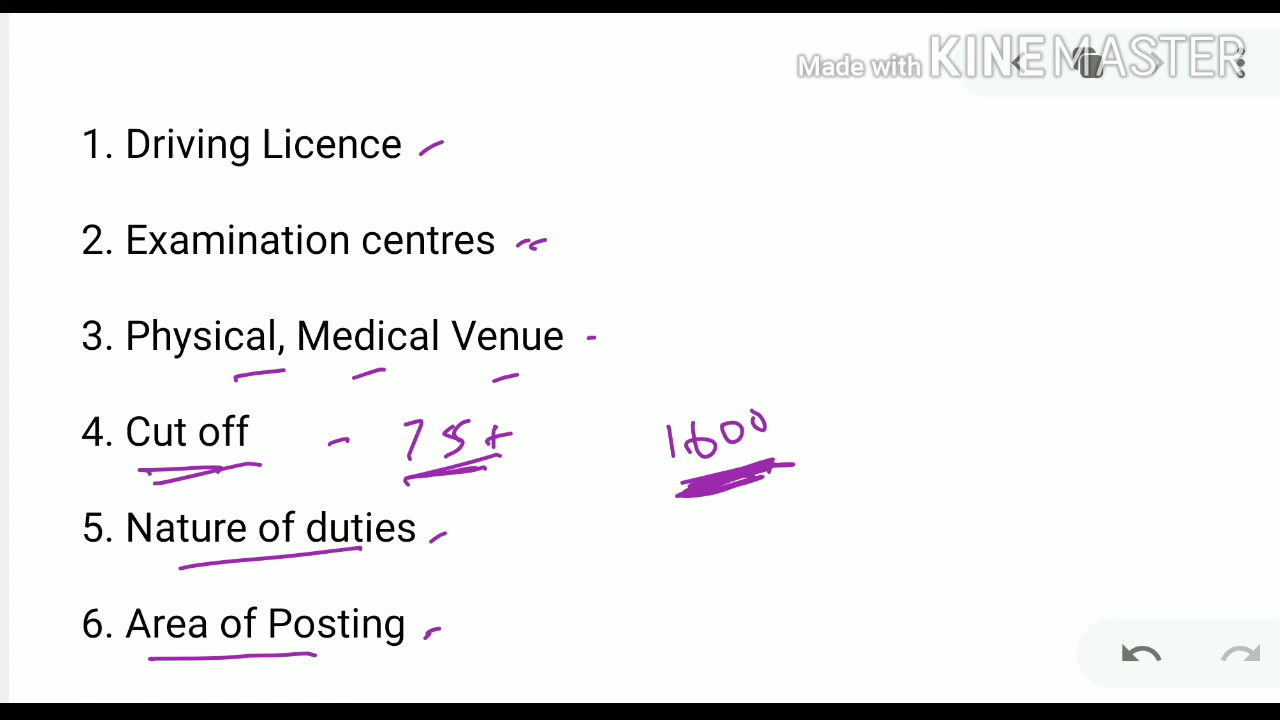 Made with KINEMASTER
1. Driving Licence
2. Examination centres
3. Physical, Medical Venue
4. Cut off - 75+ 1600
5. Nature of duties
6. Area of Posting